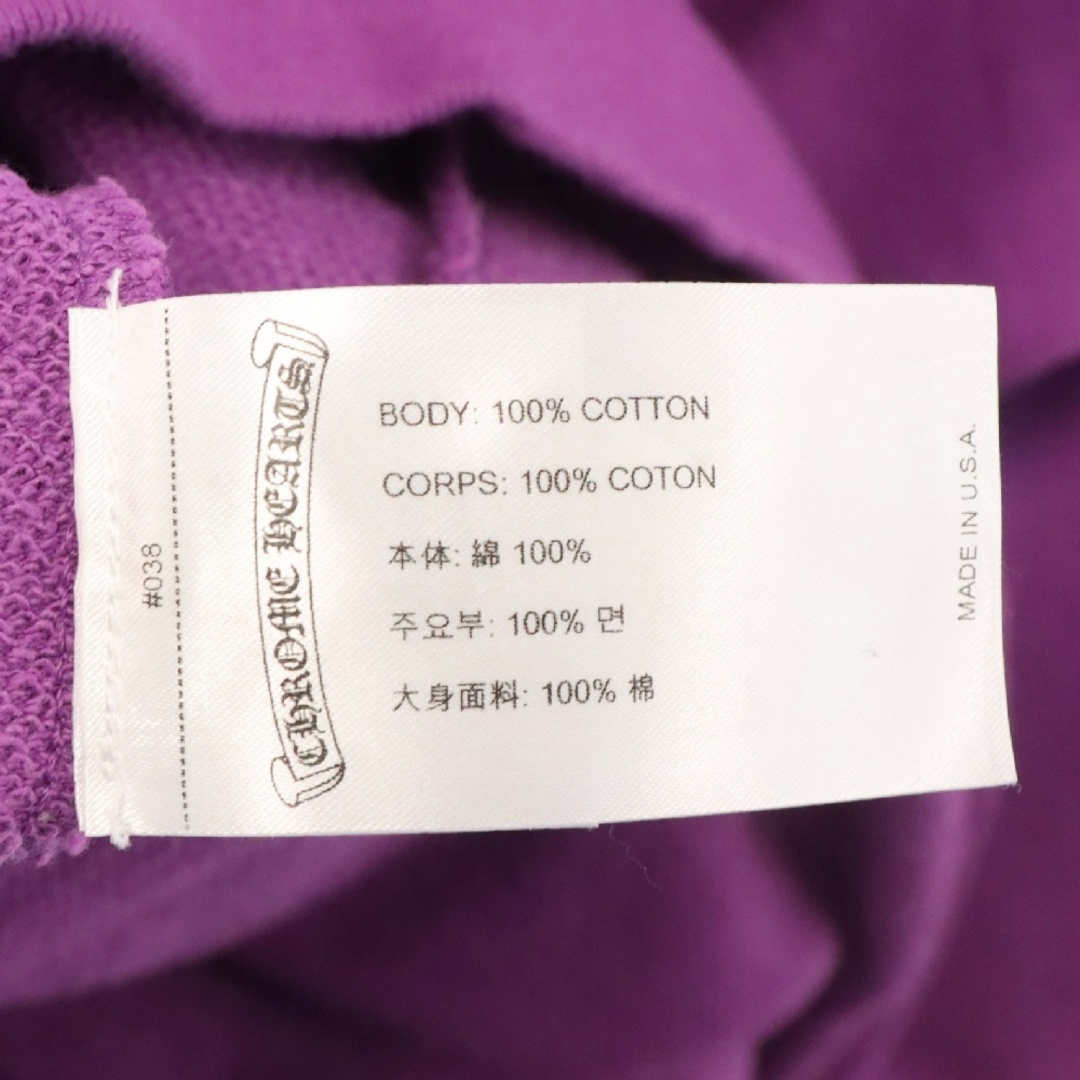 #038
CHROME HEARTS
BODY: 100% COTTON
CORPS: 100% COTON
本体: 綿 100%
주요부: 100% 면
大身面料: 100% 棉
MADE IN U.S.A.